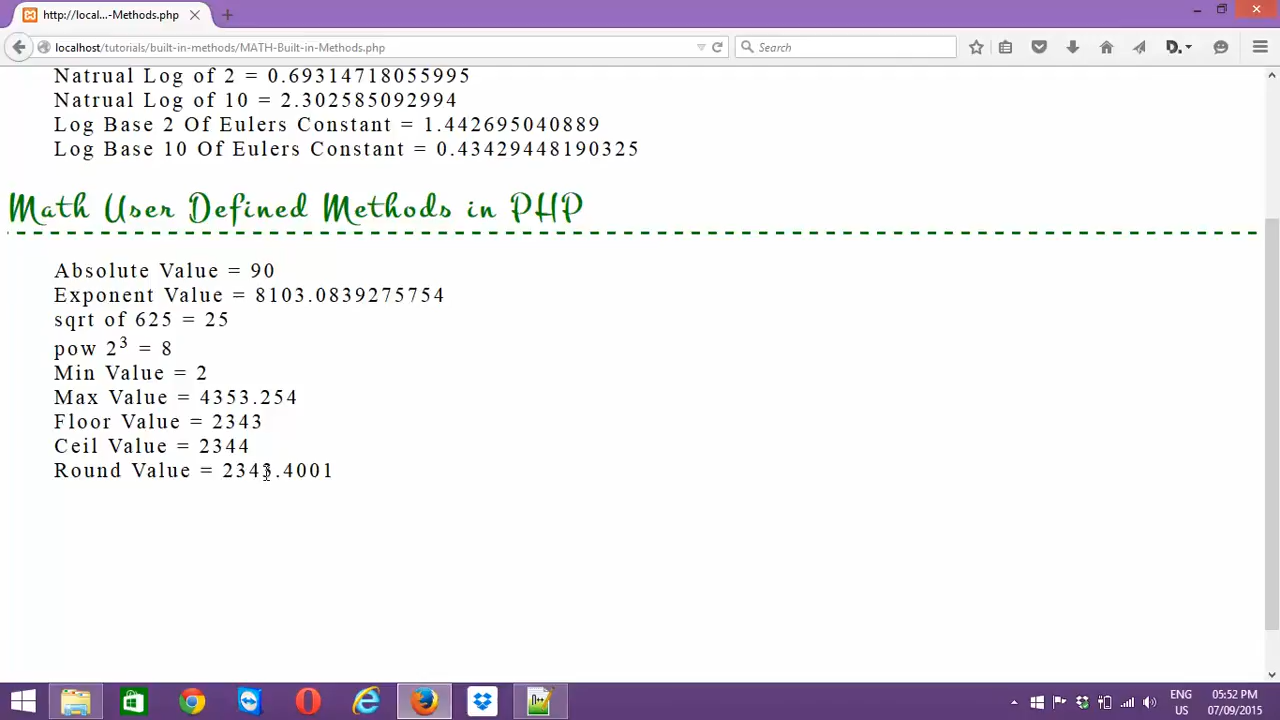 http://local...-Methods.php
localhost/tutorials/built-in-methods/MATH-Built-in-Methods.php
Search
D.
Natrual Log of 2 = 0.69314718055995
Natrual Log of 10 = 2.302585092994
Log Base 2 Of Eulers Constant = 1.442695040889
Log Base 10 Of Eulers Constant = 0.43429448190325
Math User Defined Methods in PHP
Absolute Value = 90
Exponent Value = 8103.0839275754
sqrt of 625 = 25
pow 2³ = 8
Min Value = 2
Max Value = 4353.254
Floor Value = 2343
Ceil Value = 2344
Round Value = 2343.4001
ENG 05:52 PM
US 07/09/2015